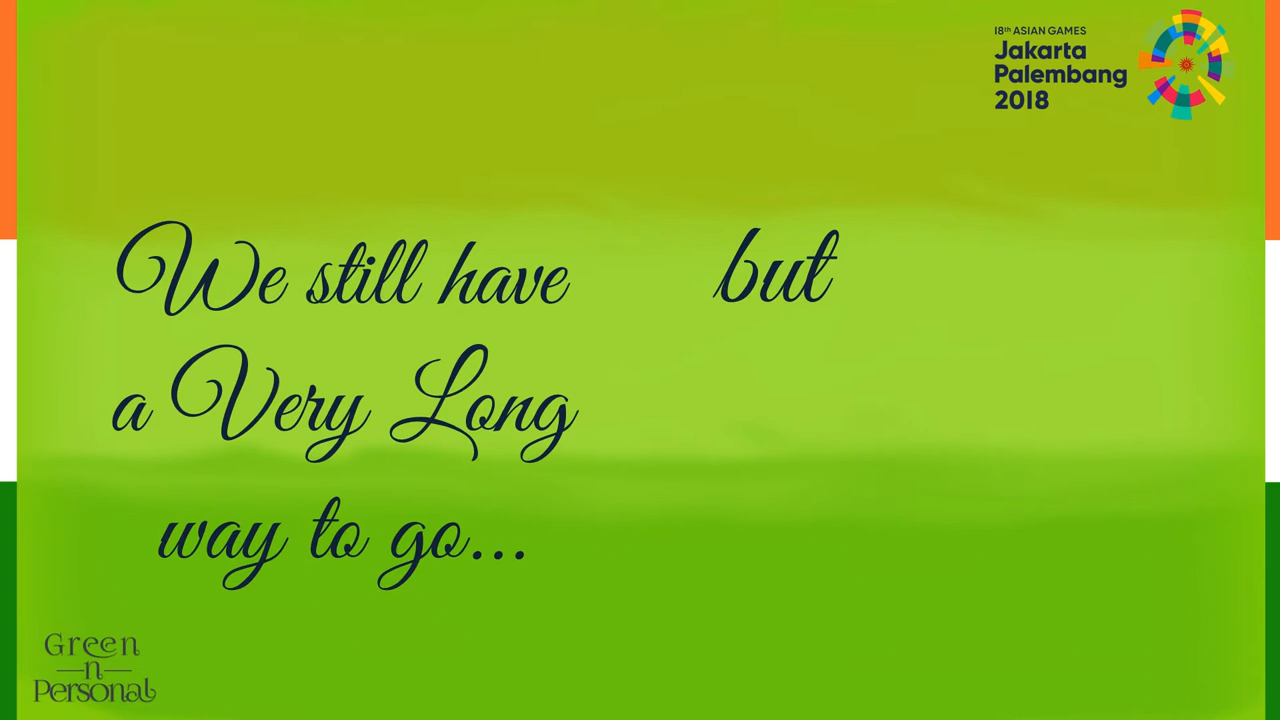 18th ASIAN GAMES
Jakarta
Palembang
2018
We still have
a Very Long
way to go...
but
Green
n
Personal